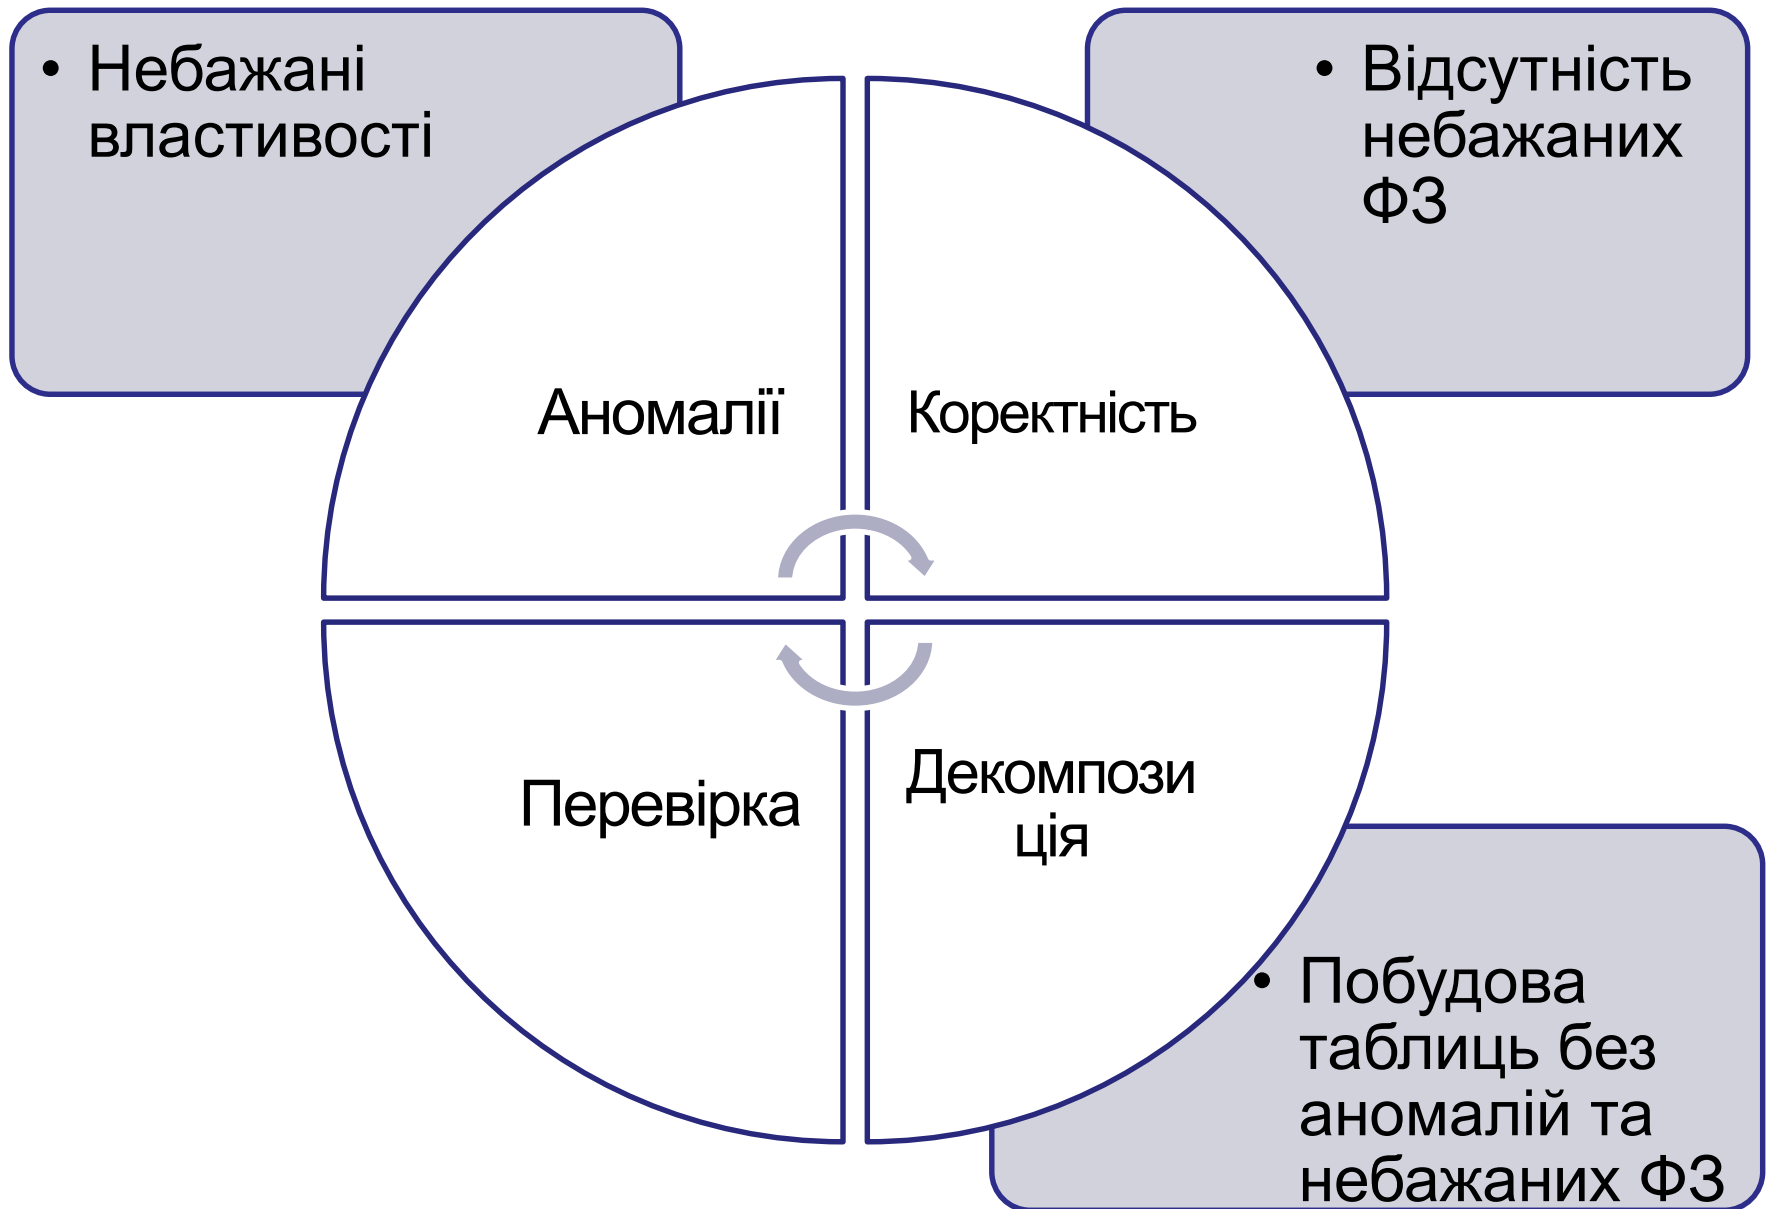 • Небажані
властивості
• Відсутність
небажаних
ФЗ
Аномалії
Коректність
Перевірка
Декомпози
ція
• Побудова
таблиць без
аномалій та
небажаних ФЗ